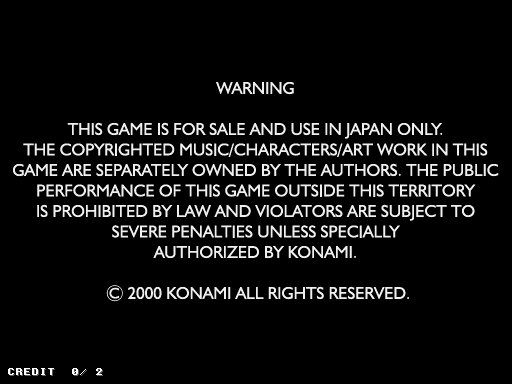 WARNING
THIS GAME IS FOR SALE AND USE IN JAPAN ONLY.
THE COPYRIGHTED MUSIC/CHARACTERS/ART WORK IN THIS
GAME ARE SEPARATELY OWNED BY THE AUTHORS. THE PUBLIC
PERFORMANCE OF THIS GAME OUTSIDE THIS TERRITORY
IS PROHIBITED BY LAW AND VIOLATORS ARE SUBJECT TO
SEVERE PENALTIES UNLESS SPECIALLY
AUTHORIZED BY KONAMI.
© 2000 KONAMI ALL RIGHTS RESERVED.
CREDIT 0/ 2